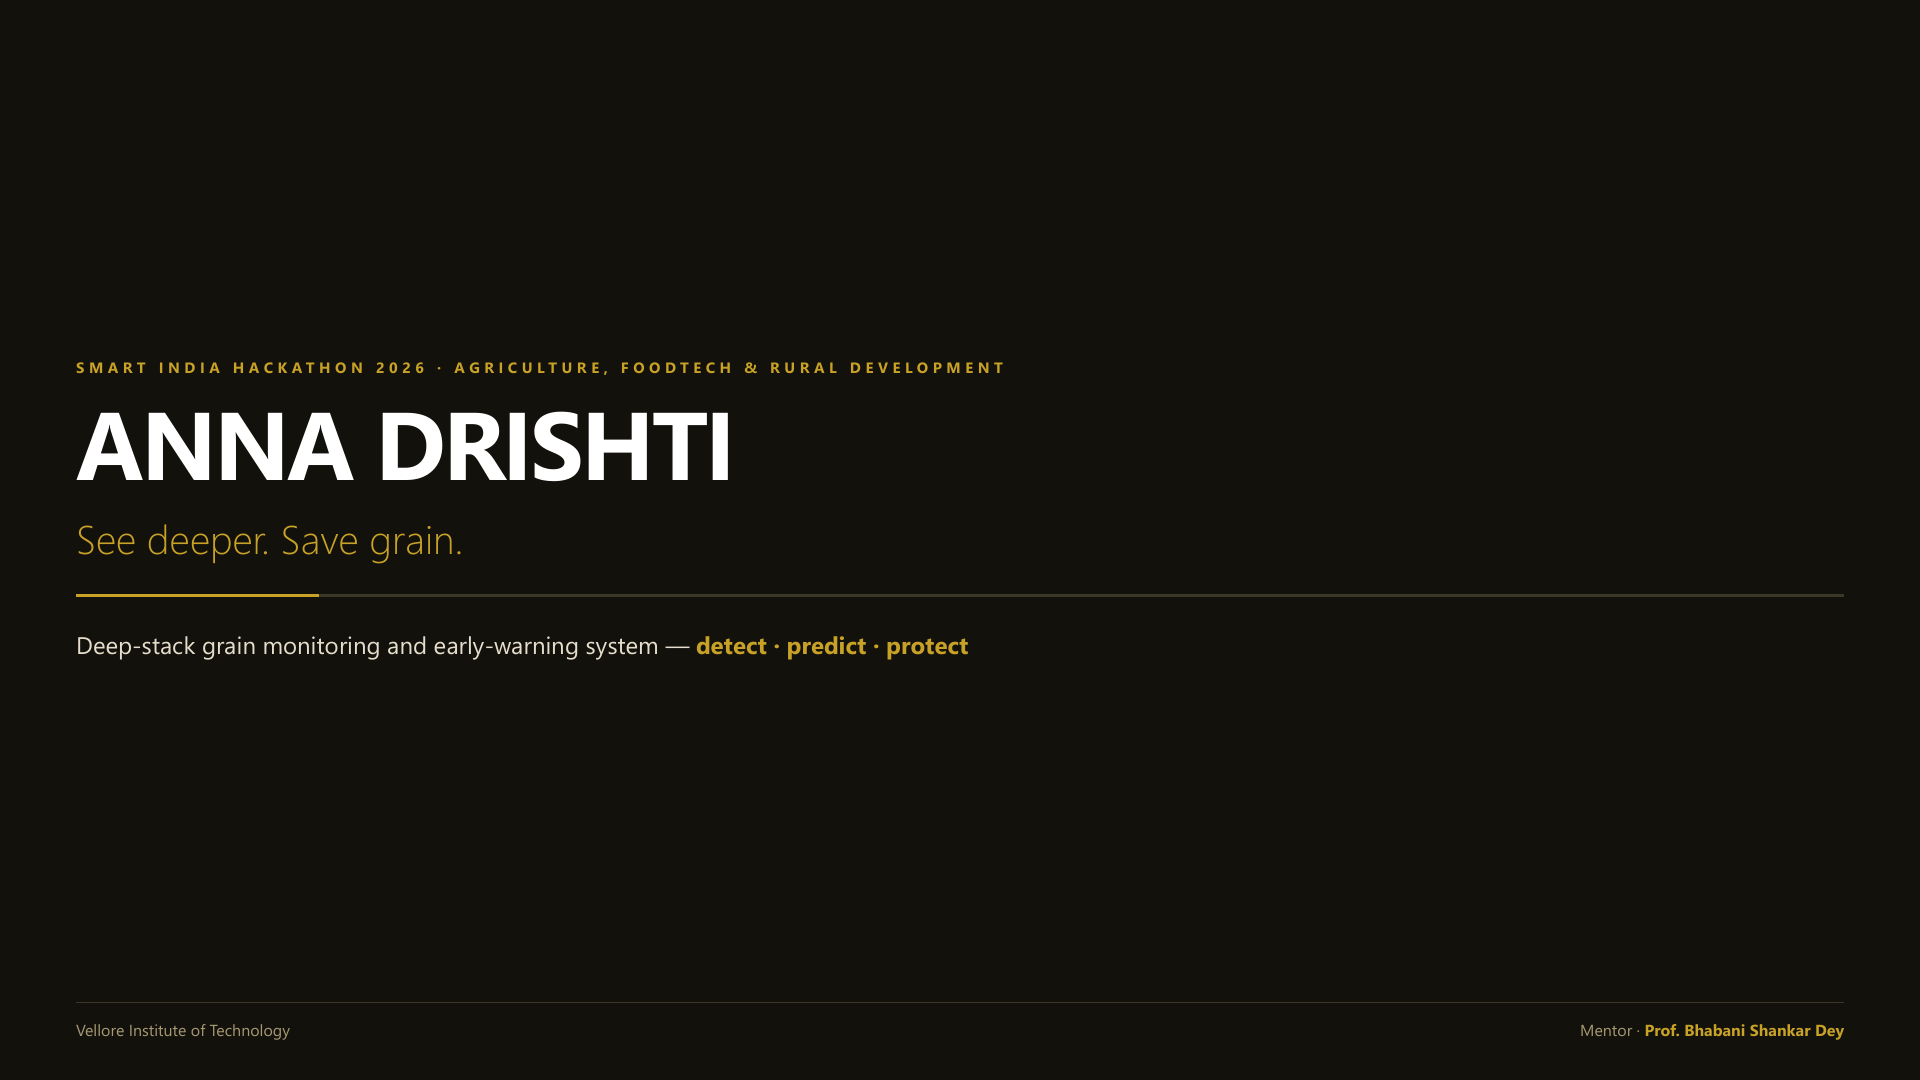 SMART INDIA HACKATHON 2026 · AGRICULTURE, FOODTECH & RURAL DEVELOPMENT
ANNA DRISHTI
See deeper. Save grain.
Deep-stack grain monitoring and early-warning system — detect · predict · protect
Vellore Institute of Technology
Mentor · Prof. Bhabani Shankar Dey